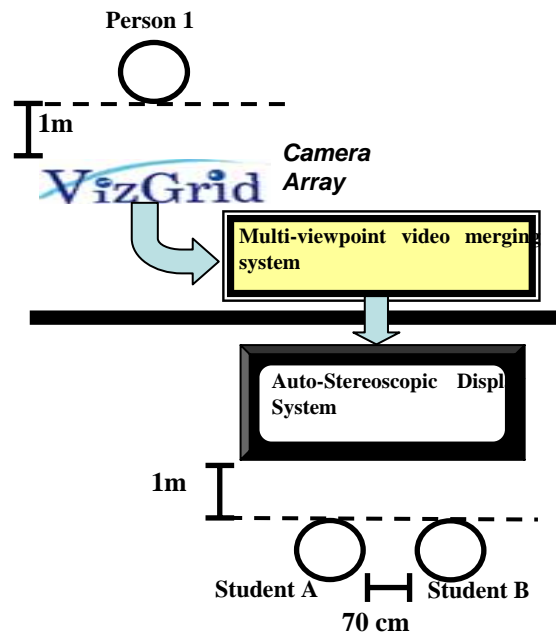 Person 1
1m
VizGrid
Camera
Array
Multi-viewpoint video merging
system
Auto-Stereoscopic Displ
System
1m
Student A
Student B
70 cm